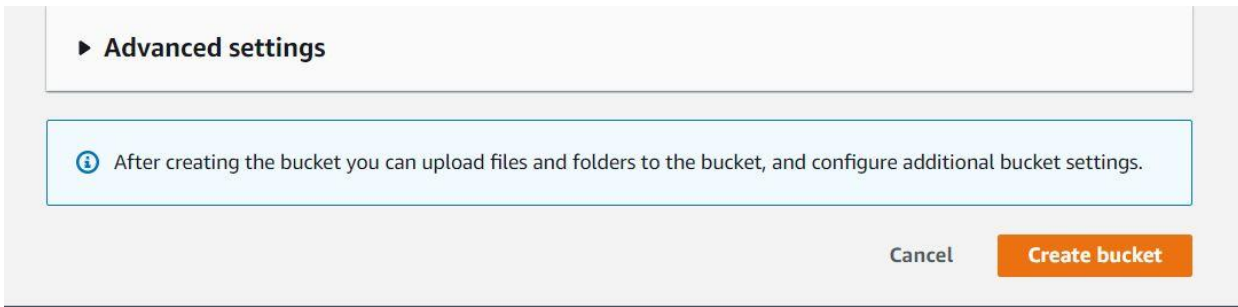 Advanced settings
After creating the bucket you can upload files and folders to the bucket, and configure additional bucket settings.
Cancel
Create bucket